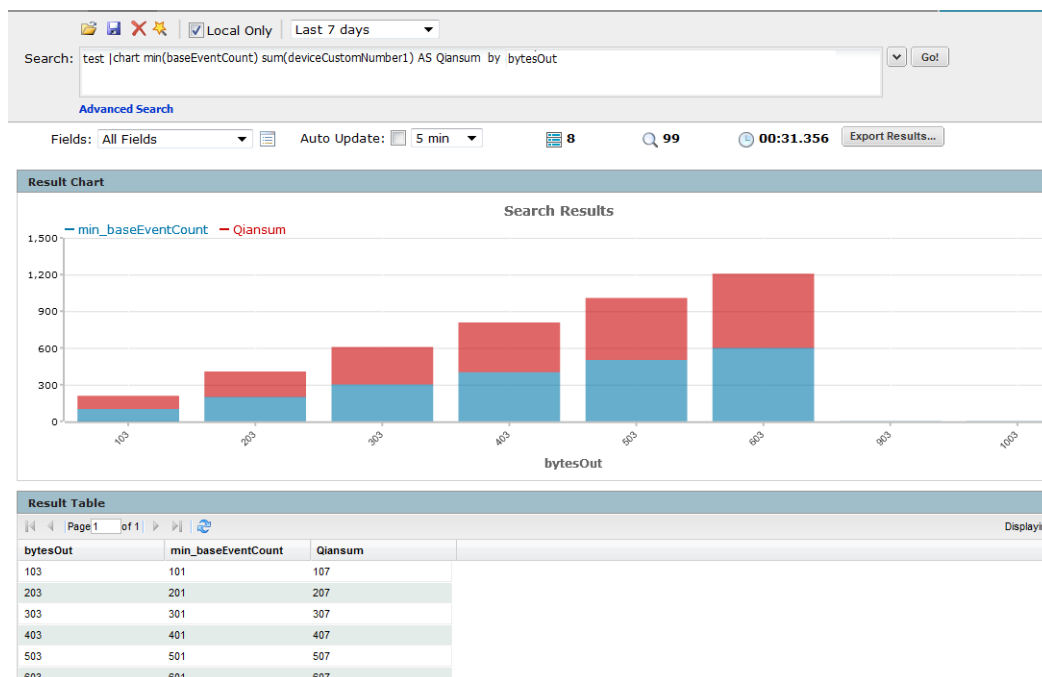 Local Only Last 7 days
Search: test |chart min(baseEventCount) sum(deviceCustomNumber1) AS Qiansum by bytesOut
Go!
Advanced Search
Fields: All Fields Auto Update: 5 min 8 99 00:31.356 Export Results...
Result Chart
Search Results
min_baseEventCount Qiansum
1,500
1,200
900
600
300
0
103 203 303 403 503 603 903 1003
bytesOut
Result Table
Page 1 of 1 Displayin
bytesOut min_baseEventCount Qiansum
103 101 107
203 201 207
303 301 307
403 401 407
503 501 507
603 601 607